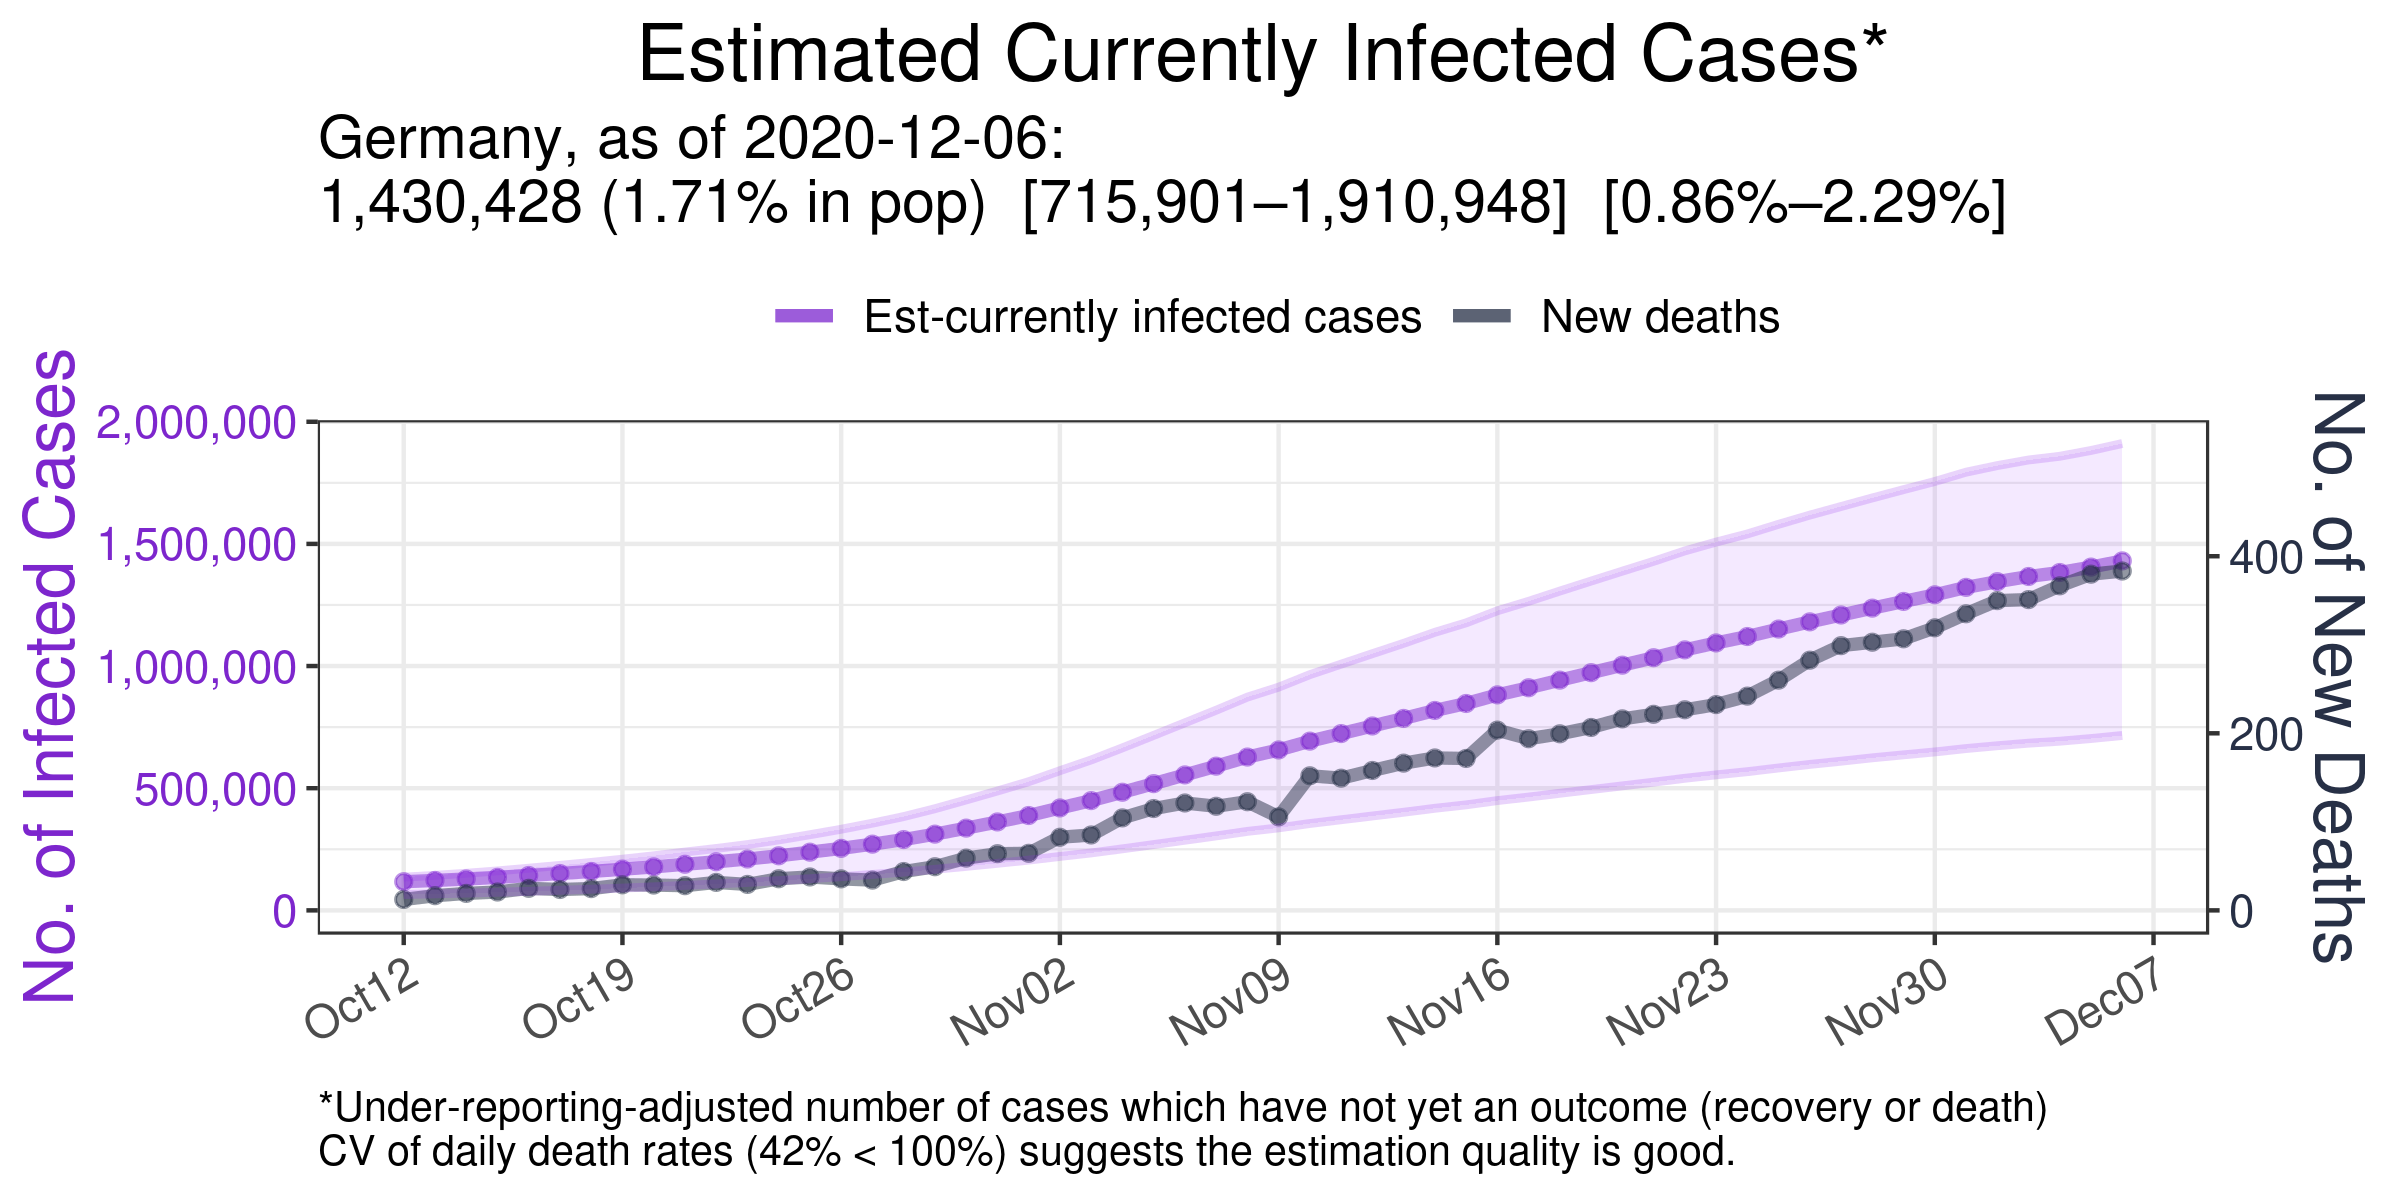 Estimated Currently Infected Cases*
Germany, as of 2020-12-06:
1,430,428 (1.71% in pop)  [715,901–1,910,948]  [0.86%–2.29%]
Est-currently infected cases
New deaths
No. of Infected Cases
2,000,000
1,500,000
1,000,000
500,000
0
No. of New Deaths
400
200
0
Oct12
Oct19
Oct26
Nov02
Nov09
Nov16
Nov23
Nov30
Dec07
*Under-reporting-adjusted number of cases which have not yet an outcome (recovery or death)
CV of daily death rates (42% < 100%) suggests the estimation quality is good.